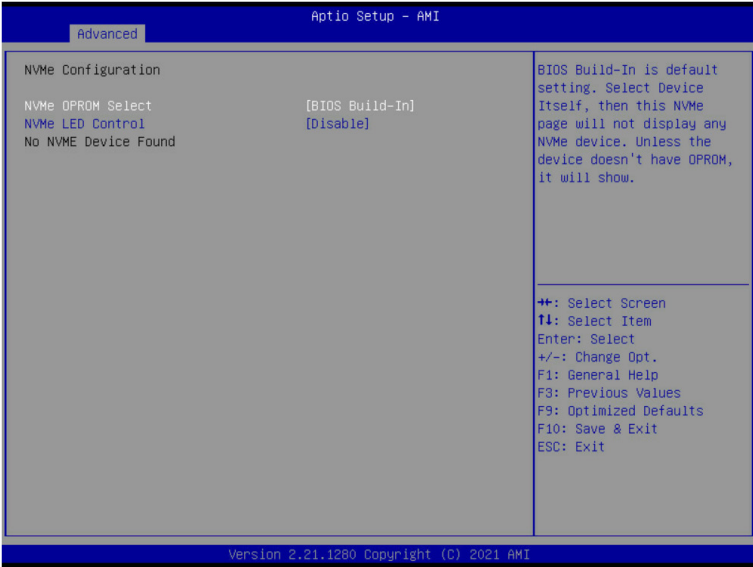 Aptio Setup – AMI
Advanced
NVMe Configuration
NVMe OPROM Select [BIOS Build-In]
NVMe LED Control [Disable]
No NVME Device Found
BIOS Build-In is default
setting. Select Device
Itself, then this NVMe
page will not display any
NVMe device. Unless the
device doesn't have OPROM,
it will show.
→←: Select Screen
↑↓: Select Item
Enter: Select
+/-: Change Opt.
F1: General Help
F3: Previous Values
F9: Optimized Defaults
F10: Save & Exit
ESC: Exit
Version 2.21.1280 Copyright (C) 2021 AMI